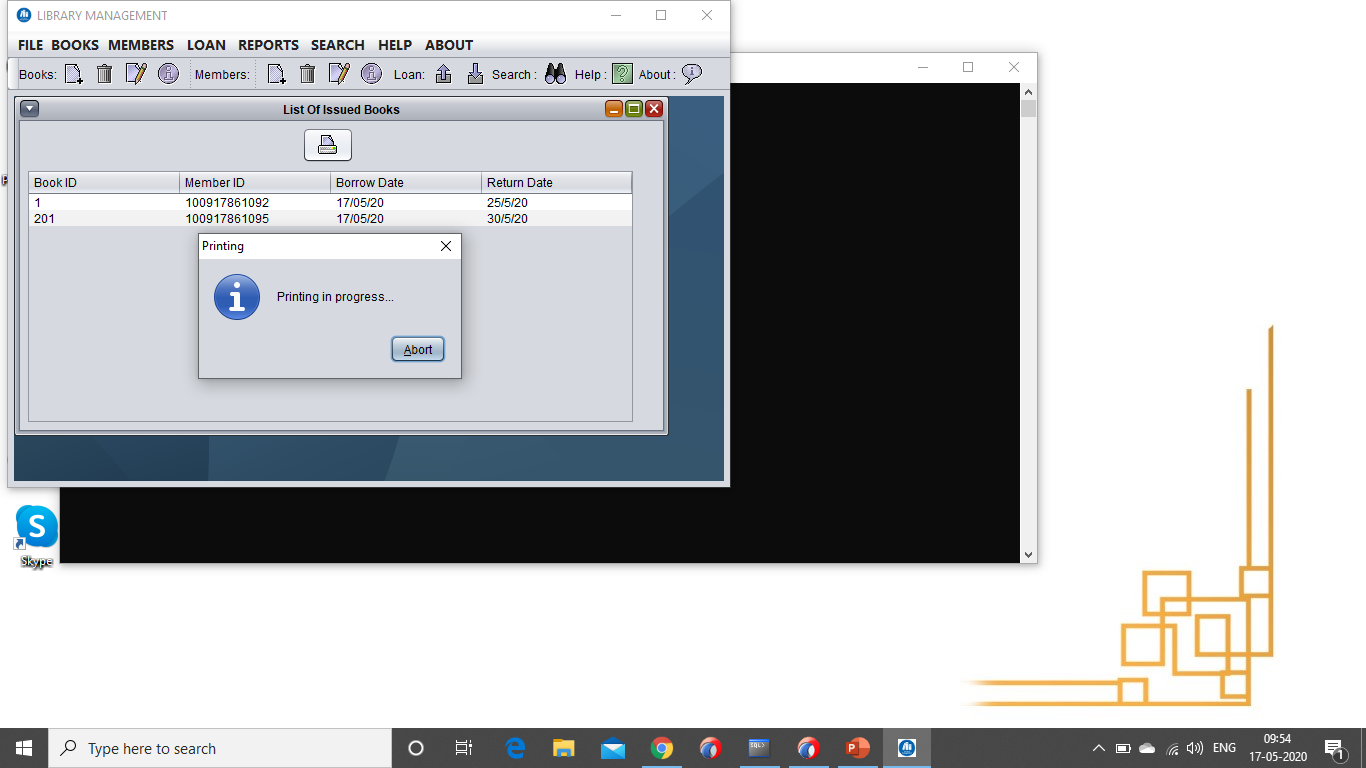 LIBRARY MANAGEMENT
FILE BOOKS MEMBERS LOAN REPORTS SEARCH HELP ABOUT
Books: Members: Loan: Search : Help : About :
List Of Issued Books
Book ID Member ID Borrow Date Return Date
1 100917861092 17/05/20 25/5/20
201 100917861095 17/05/20 30/5/20
Printing
Printing in progress...
Abort
Skype
Type here to search
SQL>
ENG
09:54
17-05-2020
1